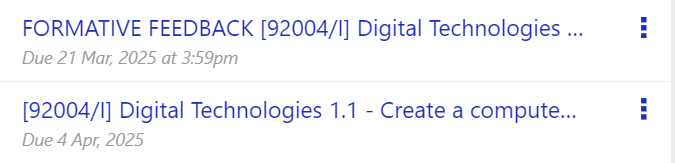 FORMATIVE FEEDBACK [92004/I] Digital Technologies ...
Due 21 Mar, 2025 at 3:59pm
[92004/I] Digital Technologies 1.1 - Create a compute...
Due 4 Apr, 2025